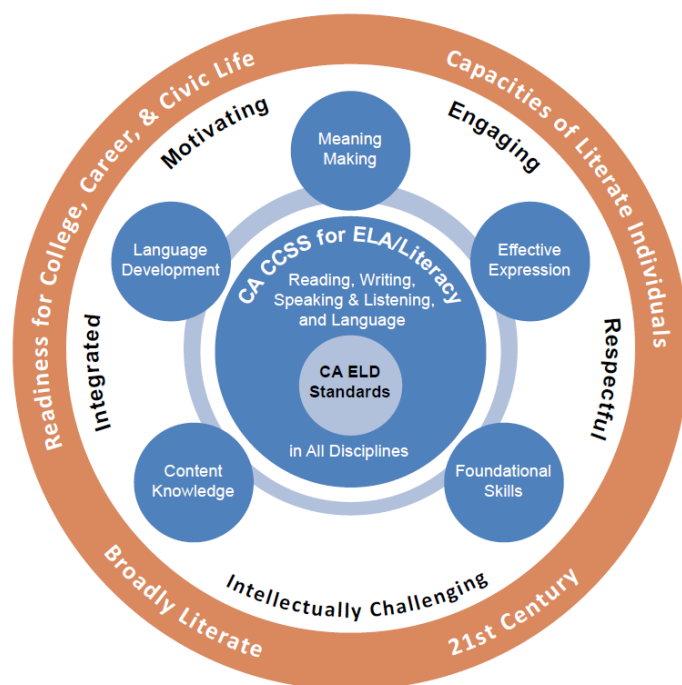 Readiness for College, Career, & Civic Life
Capacities of Literate Individuals
Broadly Literate
21st Century
Motivating
Engaging
Integrated
Respectful
Intellectually Challenging
Meaning
Making
Language
Development
Effective
Expression
Content
Knowledge
Foundational
Skills
CA CCSS for ELA/Literacy
Reading, Writing,
Speaking & Listening,
and Language
CA ELD
Standards
in All Disciplines